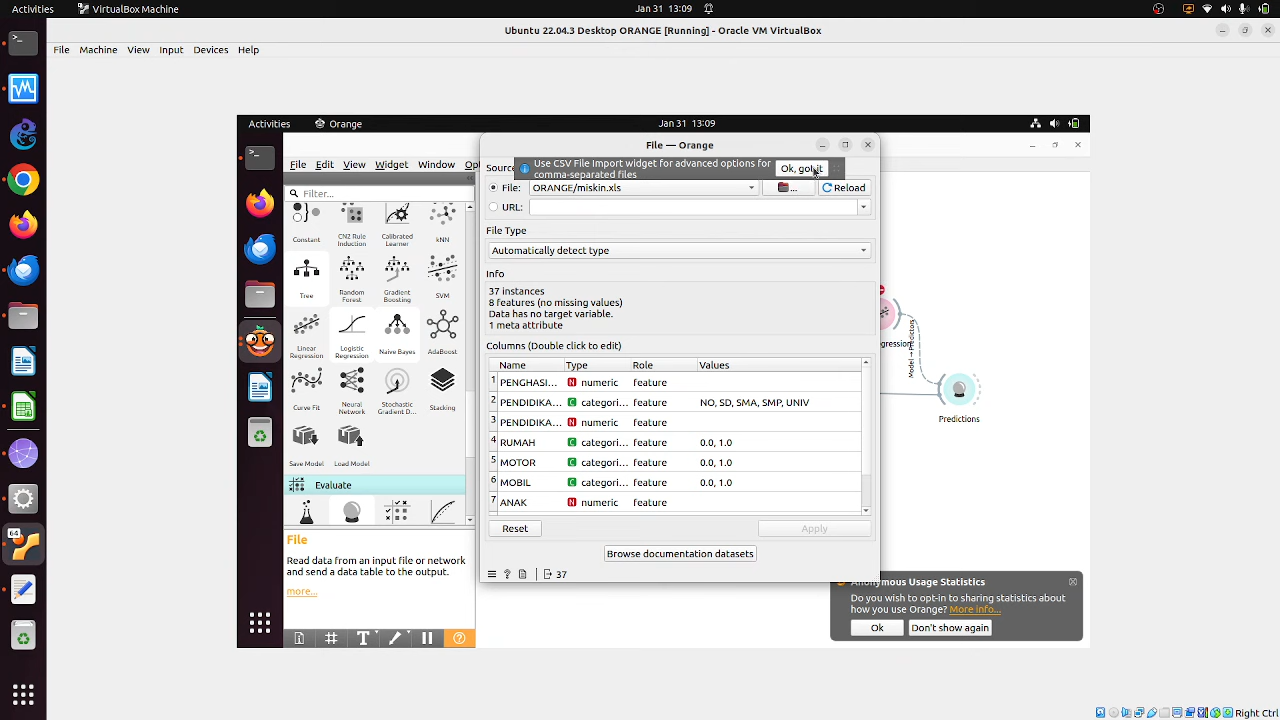 Activities
VirtualBox Machine
Jan 31 13:09
Ubuntu 22.04.3 Desktop ORANGE [Running] - Oracle VM VirtualBox
File Machine View Input Devices Help
Activities
Orange
Jan 31 13:09
File — Orange
File Edit View Widget Window
Use CSV File Import widget for advanced options for
comma-separated files
Ok, got it
Filter...
File: ORANGE/miskin.xls
...
Reload
URL:
File Type
Automatically detect type
Info
37 instances
8 features (no missing values)
Data has no target variable.
1 meta attribute
Columns (Double click to edit)
Name Type Role Values
1 PENGHASI... N numeric feature
2 PENDIDIKA... C categori... feature NO, SD, SMA, SMP, UNIV
3 PENDIDIKA... N numeric feature
4 RUMAH C categori... feature 0.0, 1.0
5 MOTOR C categori... feature 0.0, 1.0
6 MOBIL C categori... feature 0.0, 1.0
7 ANAK N numeric feature
Reset
Apply
Browse documentation datasets
37
Constant
CN2 Rule
Induction
Calibrated
Learner
kNN
Tree
Random
Forest
Gradient
Boosting
SVM
Linear
Regression
Logistic
Regression
Naive Bayes
AdaBoost
Curve Fit
Neural
Network
Stochastic
Gradient D...
Stacking
Save Model
Load Model
Evaluate
File
Read data from an input file or network
and send a data table to the output.
more...
Model → Predictors
Predictions
Anonymous Usage Statistics
Do you wish to opt-in to sharing statistics about
how you use Orange? More info...
Ok
Don't show again
64
Right Ctrl